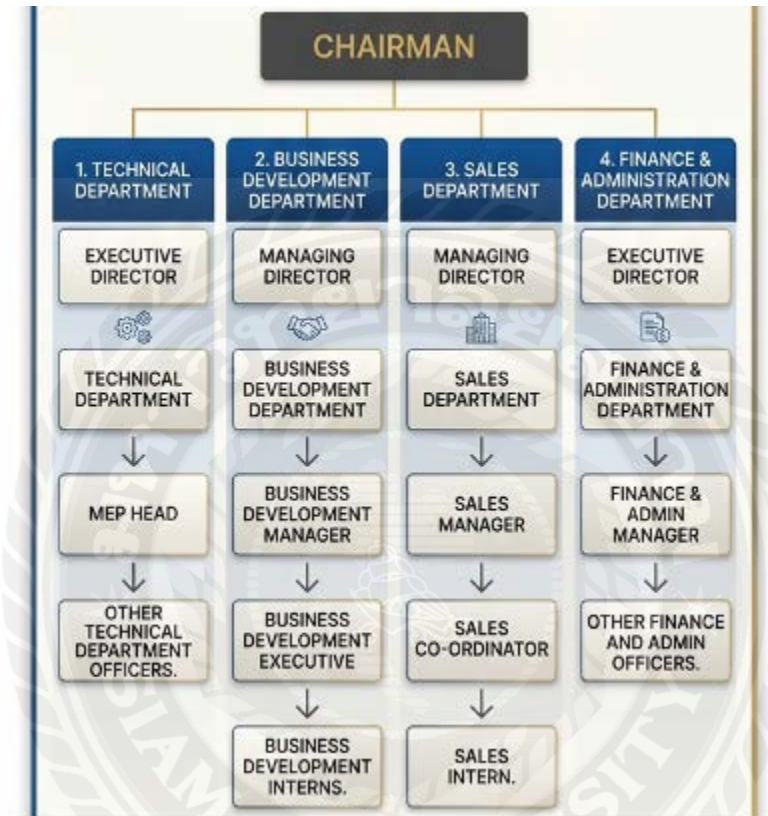 CHAIRMAN
1. TECHNICAL
DEPARTMENT
2. BUSINESS
DEVELOPMENT
DEPARTMENT
3. SALES
DEPARTMENT
4. FINANCE &
ADMINISTRATION
DEPARTMENT
EXECUTIVE
DIRECTOR
MANAGING
DIRECTOR
MANAGING
DIRECTOR
EXECUTIVE
DIRECTOR
TECHNICAL
DEPARTMENT
BUSINESS
DEVELOPMENT
DEPARTMENT
SALES
DEPARTMENT
FINANCE &
ADMINISTRATION
DEPARTMENT
MEP HEAD
BUSINESS
DEVELOPMENT
MANAGER
SALES
MANAGER
FINANCE &
ADMIN
MANAGER
OTHER
TECHNICAL
DEPARTMENT
OFFICERS.
BUSINESS
DEVELOPMENT
EXECUTIVE
SALES
CO-ORDINATOR
OTHER FINANCE
AND ADMIN
OFFICERS.
BUSINESS
DEVELOPMENT
INTERNS.
SALES
INTERN.